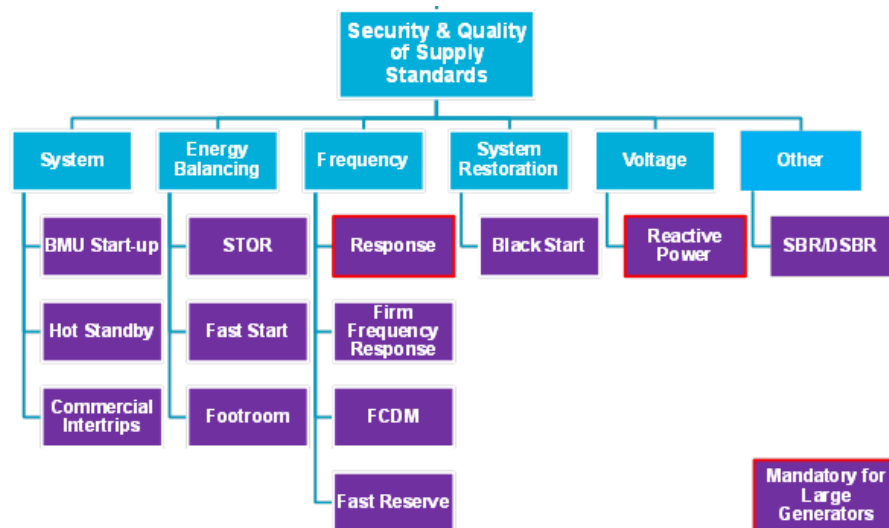 Security & Quality
of Supply
Standards
System
Energy
Balancing
Frequency
System
Restoration
Voltage
Other
BMU Start-up
STOR
Response
Black Start
Reactive
Power
SBR/DSBR
Hot Standby
Fast Start
Firm
Frequency
Response
Commercial
Intertrips
Footroom
FCDM
Fast Reserve
Mandatory for
Large
Generators